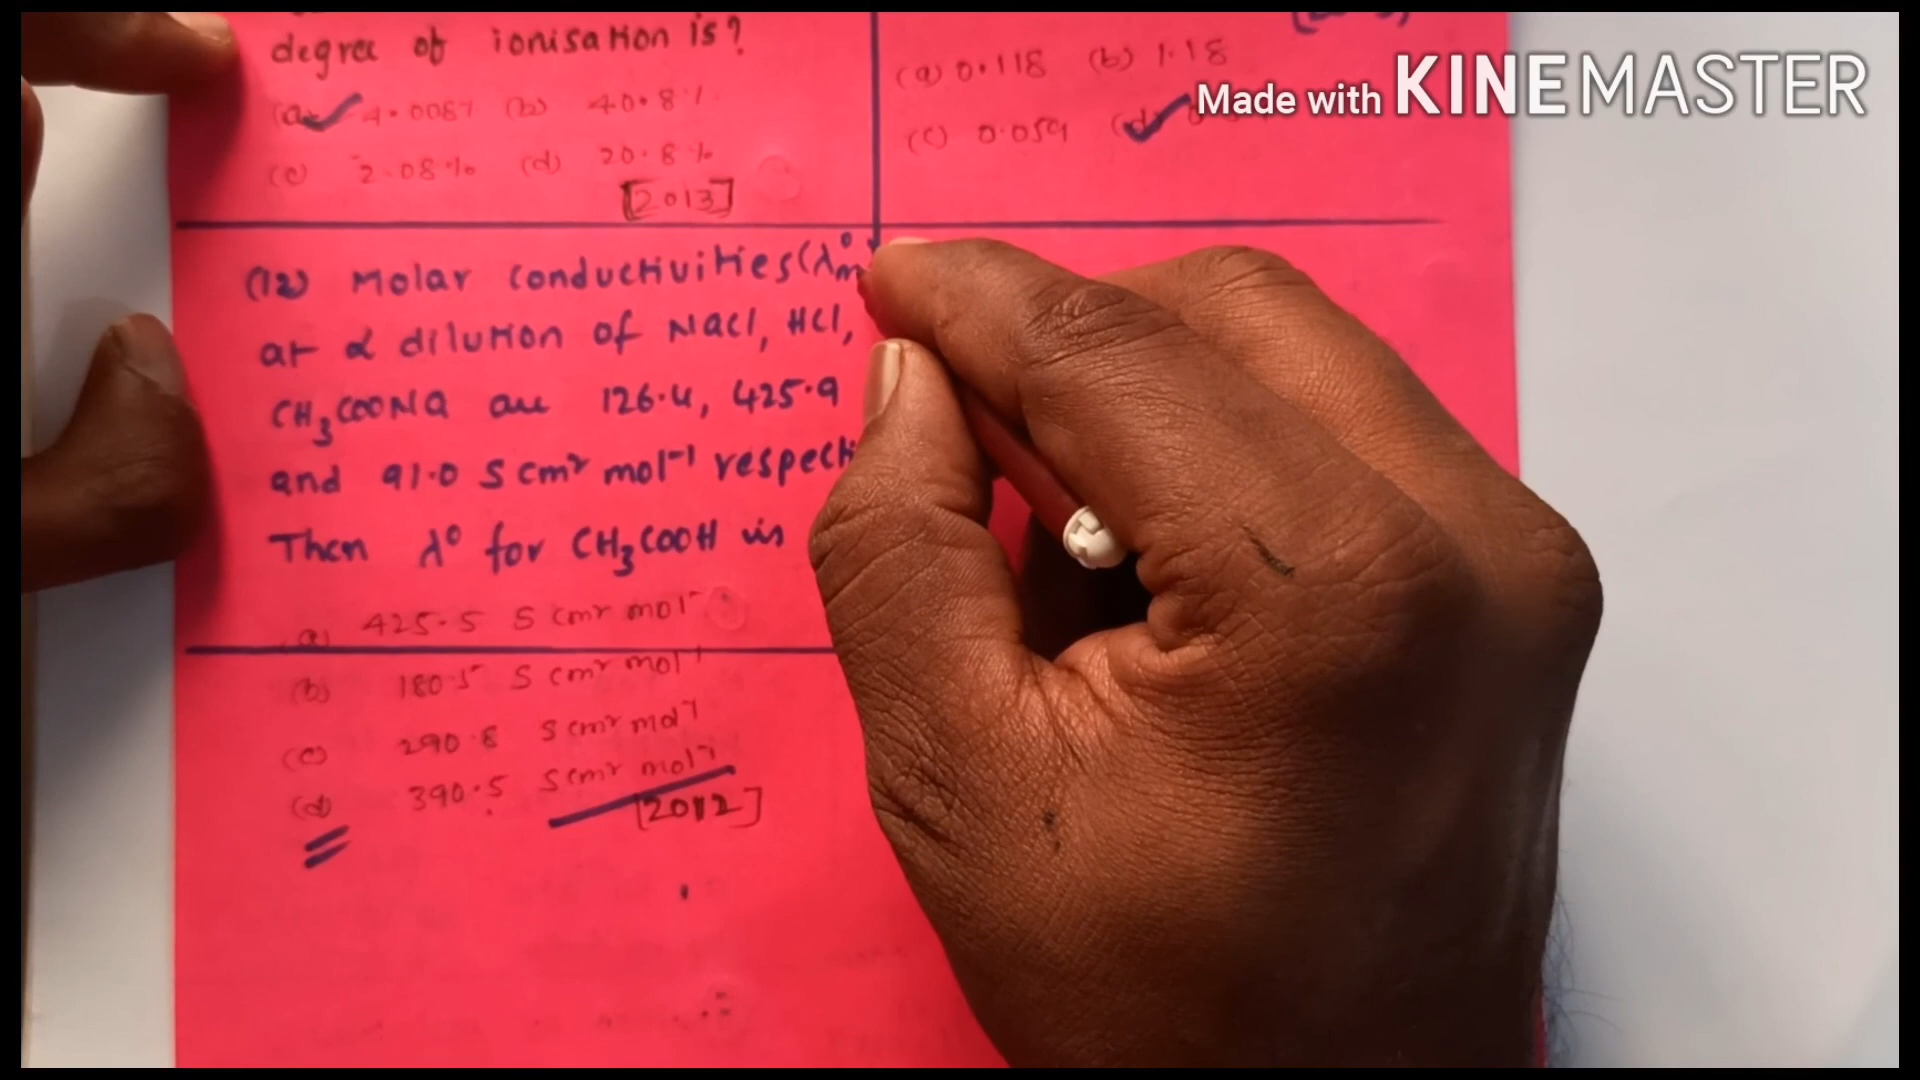 degree of ionisation is?
(a) 4.008% (b) 40.8%
(c) 2.08% (d) 20.8%
[2013]
(a) 0.118 (b) 1.18
(c) 0.059 (d)
Made with KINEMASTER
(12) Molar conductivities (λ°m
at α dilution of NaCl, HCl,
CH₃COONa are 126.4, 425.9
and 91.0 S cm² mol⁻¹
Then λ° for CH₃COOH is
(a) 425.5 S cm² mol⁻
(b) 180.5 S cm² mol⁻¹
(c) 290.8 S cm² mol⁻¹
(d) 390.5 S cm² mol⁻¹
[2012]